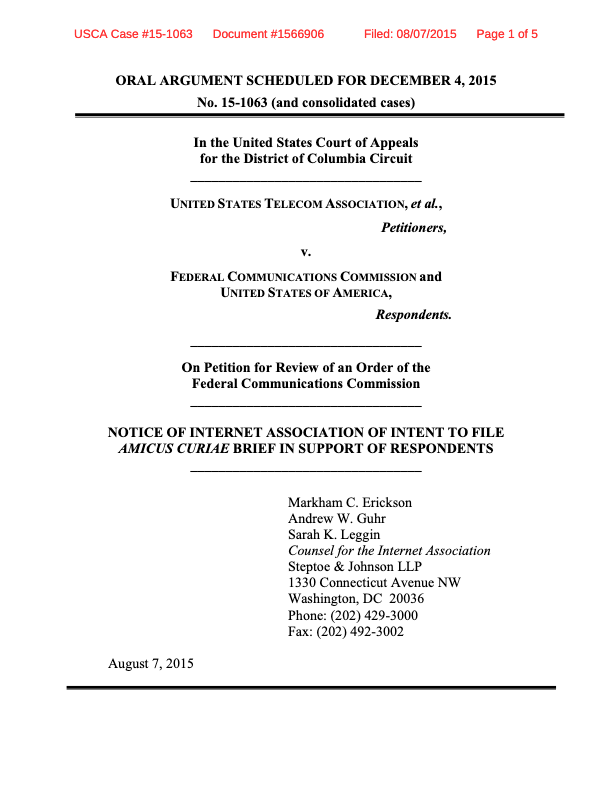 USCA Case #15-1063 Document #1566906 Filed: 08/07/2015 Page 1 of 5
ORAL ARGUMENT SCHEDULED FOR DECEMBER 4, 2015
No. 15-1063 (and consolidated cases)
In the United States Court of Appeals
for the District of Columbia Circuit
UNITED STATES TELECOM ASSOCIATION, et al.,
Petitioners,
v.
FEDERAL COMMUNICATIONS COMMISSION and
UNITED STATES OF AMERICA,
Respondents.
On Petition for Review of an Order of the
Federal Communications Commission
NOTICE OF INTERNET ASSOCIATION OF INTENT TO FILE
AMICUS CURIAE BRIEF IN SUPPORT OF RESPONDENTS
Markham C. Erickson
Andrew W. Guhr
Sarah K. Leggin
Counsel for the Internet Association
Steptoe & Johnson LLP
1330 Connecticut Avenue NW
Washington, DC 20036
Phone: (202) 429-3000
Fax: (202) 492-3002
August 7, 2015